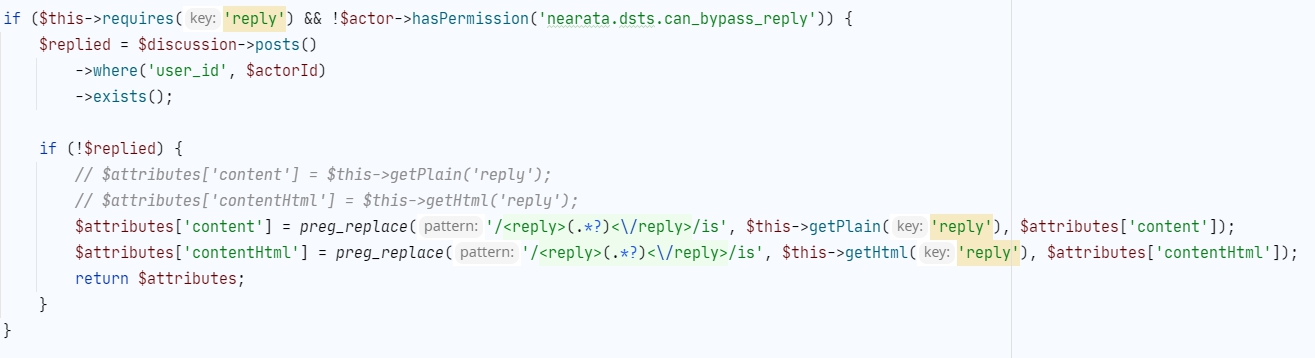 if ($this->requires( key: 'reply') && !$actor->hasPermission('nearata.dsts.can_bypass_reply')) {
    $replied = $discussion->posts()
        ->where('user_id', $actorId)
        ->exists();

    if (!$replied) {
        // $attributes['content'] = $this->getPlain('reply');
        // $attributes['contentHtml'] = $this->getHtml('reply');
        $attributes['content'] = preg_replace( pattern: '/<reply>(.*?)<\/reply>/is', $this->getPlain( key: 'reply'), $attributes['content']);
        $attributes['contentHtml'] = preg_replace( pattern: '/<reply>(.*?)<\/reply>/is', $this->getHtml( key: 'reply'), $attributes['contentHtml']);
        return $attributes;
    }
}